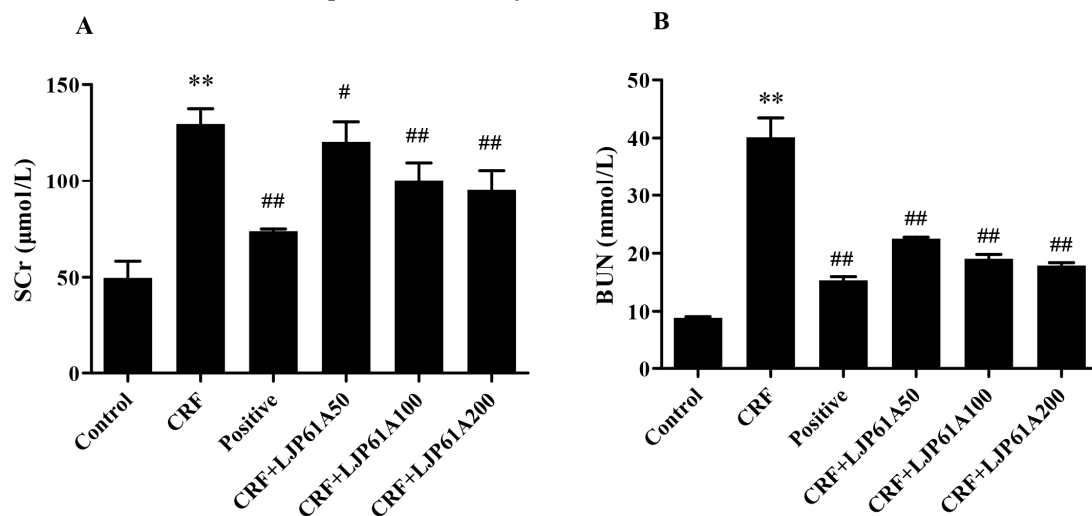 A
SCr (µmol/L)
150
100
50
0
**
##
#
##
##
Control
CRF
Positive
CRF+LJP61A50
CRF+LJP61A100
CRF+LJP61A200
B
BUN (mmol/L)
50
40
30
20
10
0
**
##
##
##
##
Control
CRF
Positive
CRF+LJP61A50
CRF+LJP61A100
CRF+LJP61A200